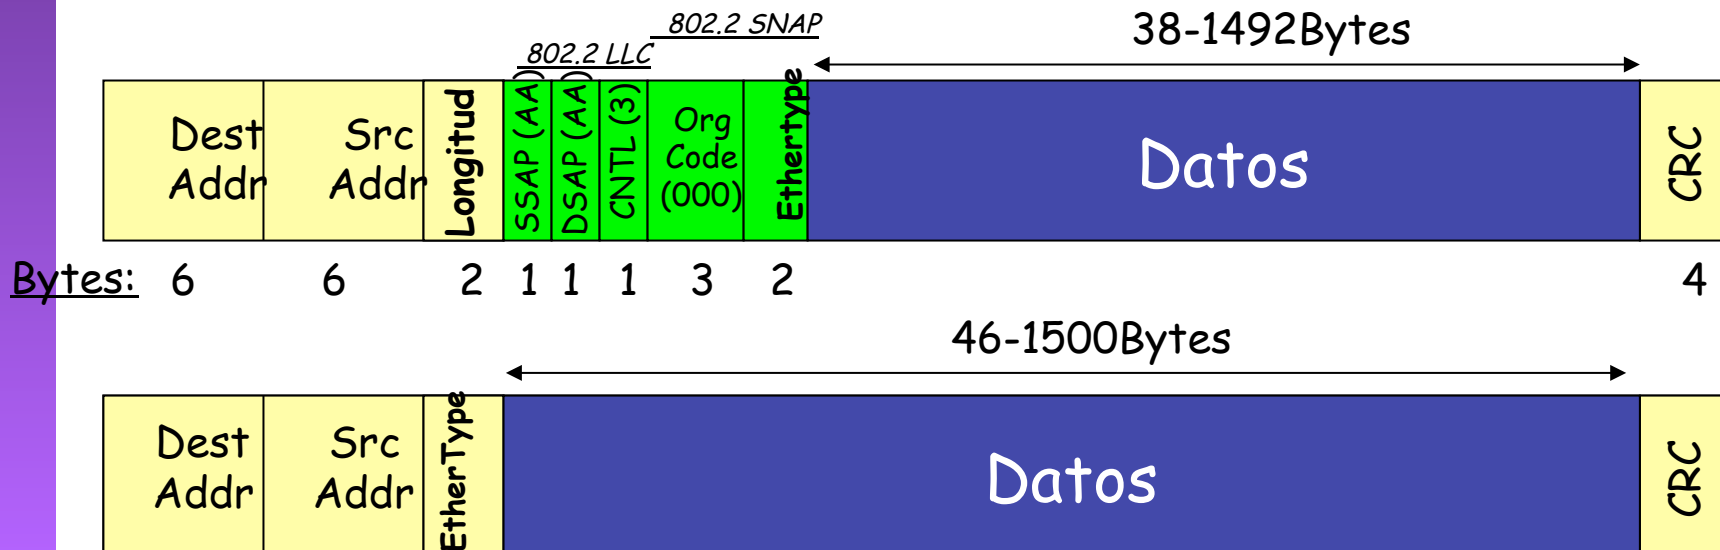 802.2 SNAP
802.2 LLC
38-1492Bytes
Dest
Addr
Src
Addr
Longitud
SSAP (AA)
DSAP (AA)
CNTL (3)
Org
Code
(000)
Ethertype
Datos
CRC
Bytes: 6 6 2 1 1 1 3 2 4
46-1500Bytes
Dest
Addr
Src
Addr
EtherType
Datos
CRC